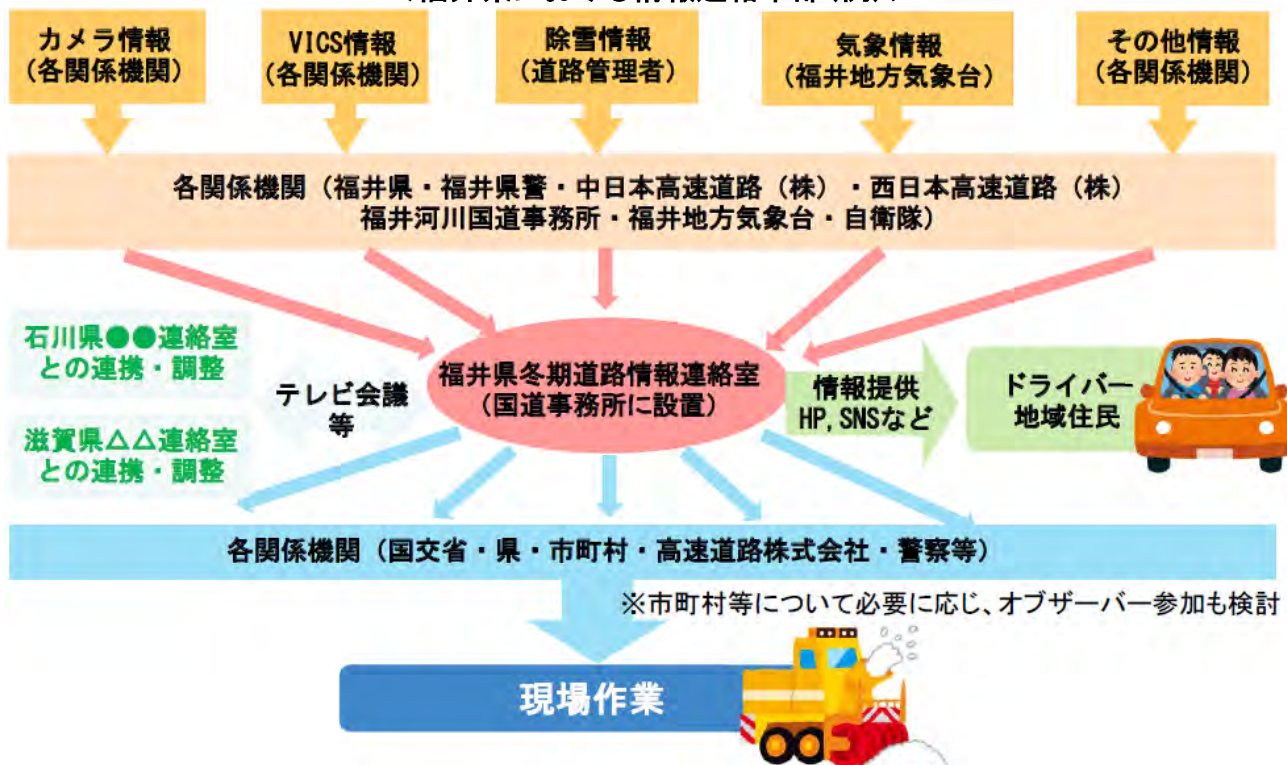 カメラ情報
(各関係機関)
VICS情報
(各関係機関)
除雪情報
(道路管理者)
気象情報
(福井地方気象台)
その他情報
(各関係機関)
各関係機関(福井県・福井県警・中日本高速道路(株)・西日本高速道路(株)
福井河川国道事務所・福井地方気象台・自衛隊)
石川県●●連絡室
との連携・調整
滋賀県△△連絡室
との連携・調整
テレビ会議
等
福井県冬期道路情報連絡室
(国道事務所に設置)
情報提供
HP,SNSなど
ドライバー
地域住民
各関係機関(国交省・県・市町村・高速道路株式会社・警察等)
※市町村等について必要に応じ、オブザーバー参加も検討
現場作業